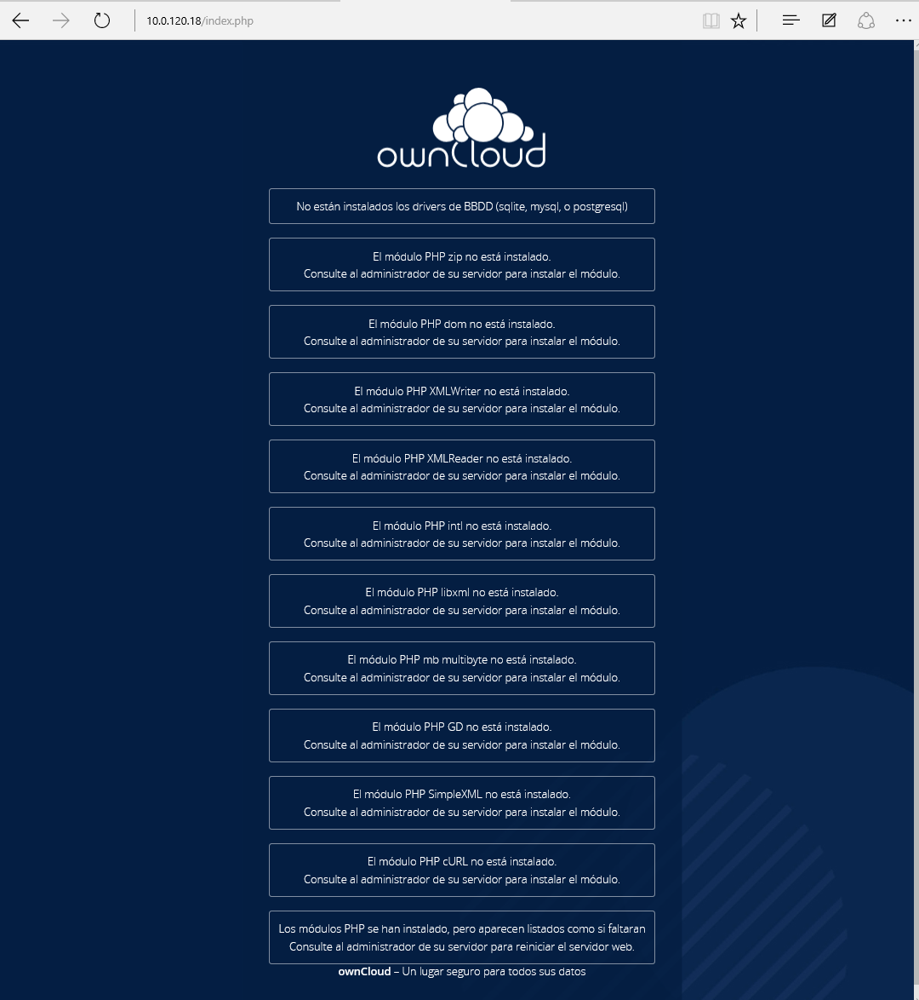 10.0.120.18/index.php
ownCloud
No están instalados los drivers de BBDD (sqlite, mysql, o postgresql)
El módulo PHP zip no está instalado.
Consulte al administrador de su servidor para instalar el módulo.
El módulo PHP dom no está instalado.
Consulte al administrador de su servidor para instalar el módulo.
El módulo PHP XMLWriter no está instalado.
Consulte al administrador de su servidor para instalar el módulo.
El módulo PHP XMLReader no está instalado.
Consulte al administrador de su servidor para instalar el módulo.
El módulo PHP intl no está instalado.
Consulte al administrador de su servidor para instalar el módulo.
El módulo PHP libxml no está instalado.
Consulte al administrador de su servidor para instalar el módulo.
El módulo PHP mb multibyte no está instalado.
Consulte al administrador de su servidor para instalar el módulo.
El módulo PHP GD no está instalado.
Consulte al administrador de su servidor para instalar el módulo.
El módulo PHP SimpleXML no está instalado.
Consulte al administrador de su servidor para instalar el módulo.
El módulo PHP cURL no está instalado.
Consulte al administrador de su servidor para instalar el módulo.
Los módulos PHP se han instalado, pero aparecen listados como si faltaran
Consulte al administrador de su servidor para reiniciar el servidor web.
ownCloud – Un lugar seguro para todos sus datos